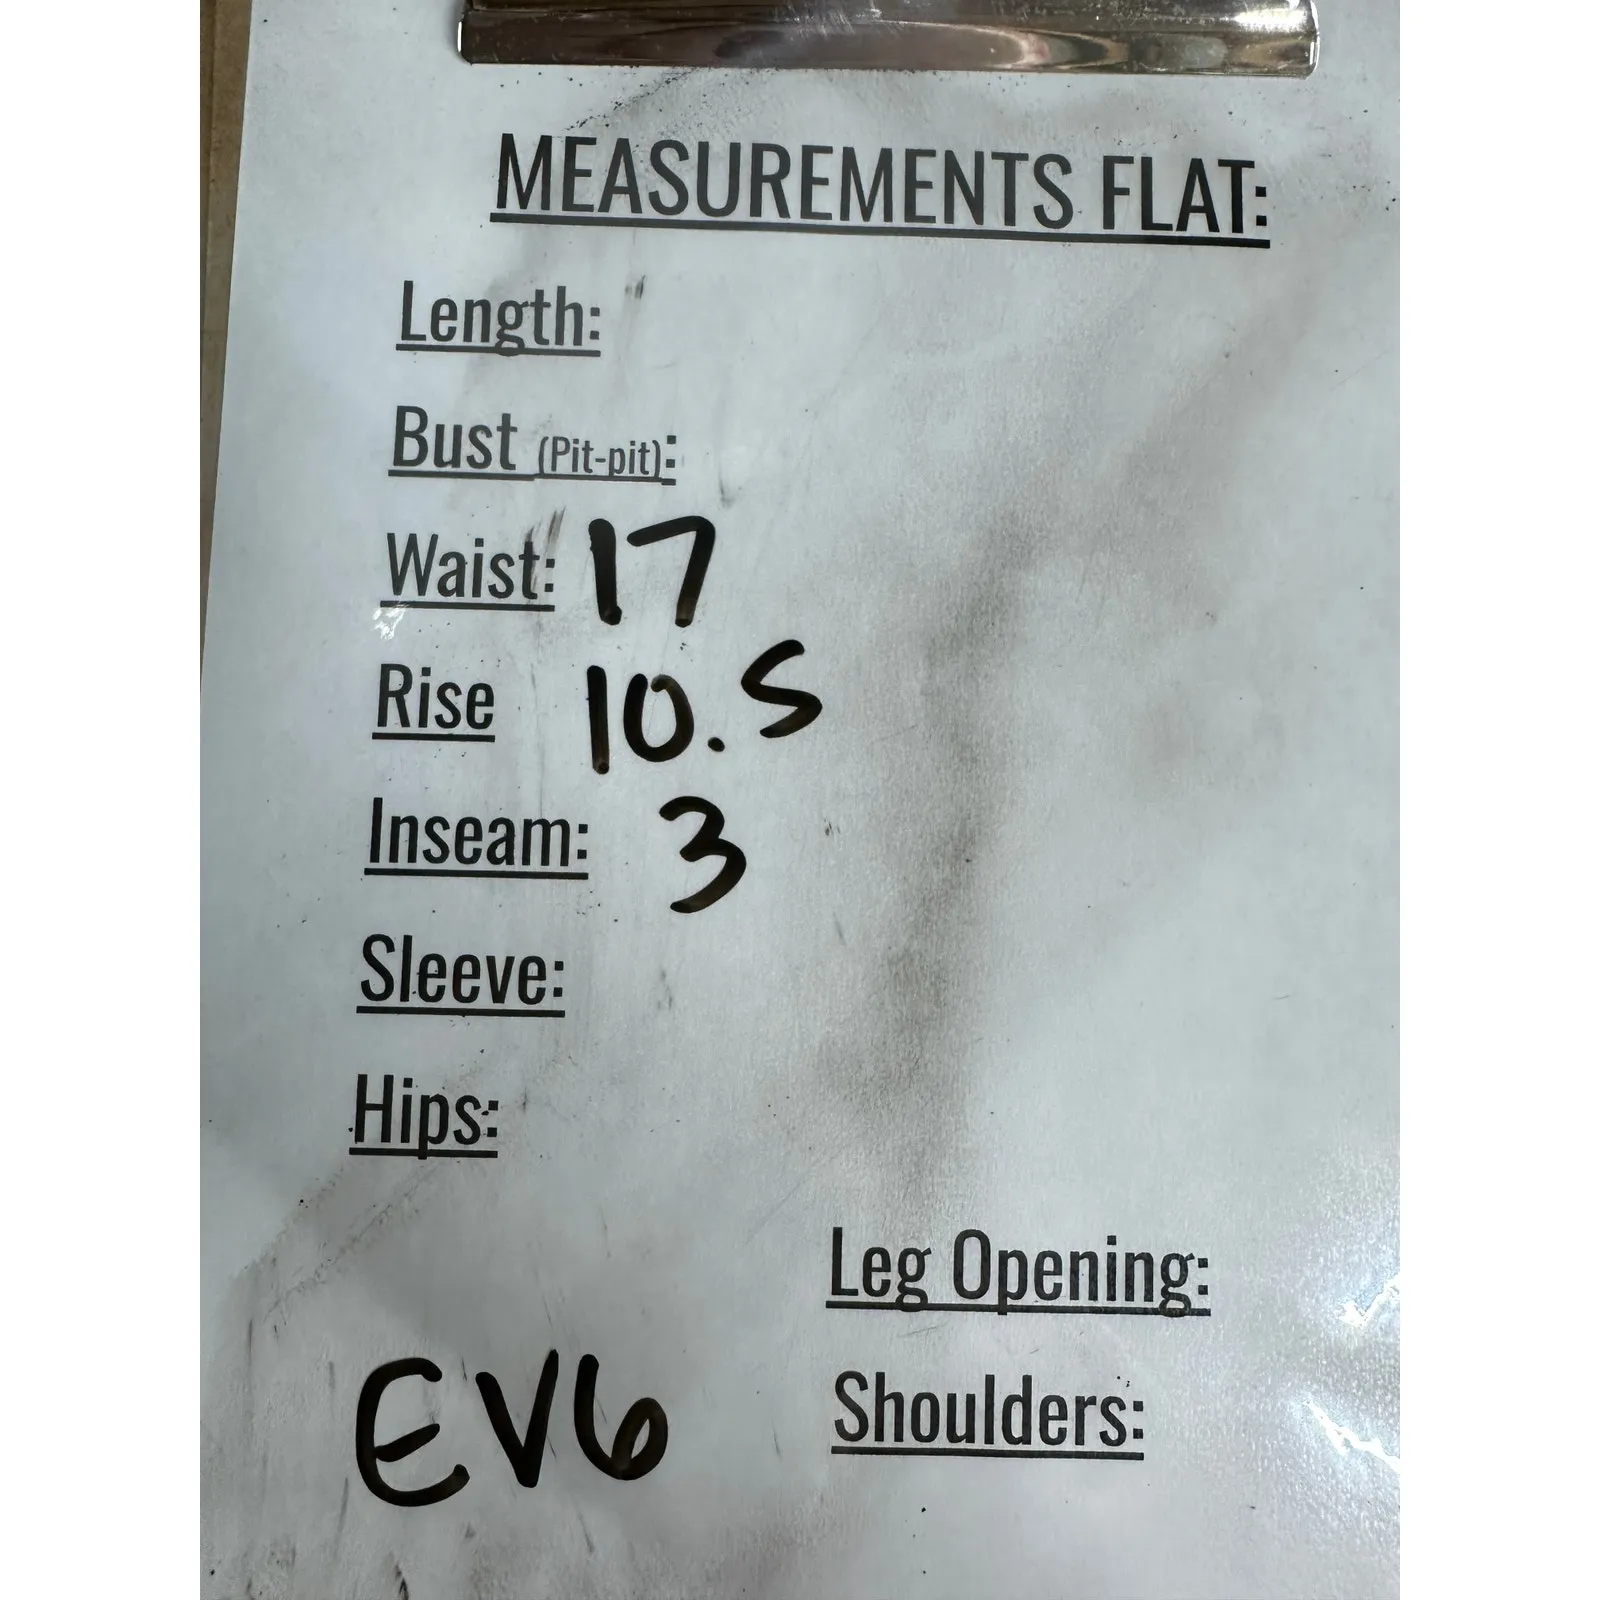 MEASUREMENTS FLAT:
Length:
Bust (Pit-pit):
Waist: 17
Rise 10.5
Inseam: 3
Sleeve:
Hips:
Leg Opening:
Shoulders:
EV6